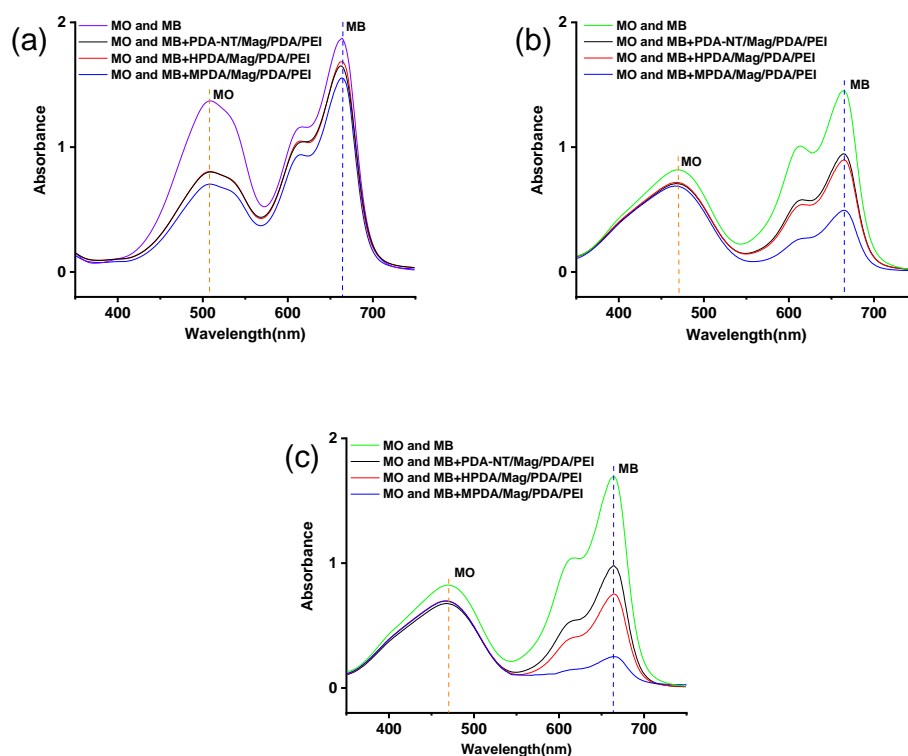 (a)
MO and MB
MO and MB+PDA-NT/Mag/PDA/PEI
MO and MB+HPDA/Mag/PDA/PEI
MO and MB+MPDA/Mag/PDA/PEI
MO
MB
2
1
0
Absorbance
400 500 600 700
Wavelength(nm)
(b)
MO and MB
MO and MB+PDA-NT/Mag/PDA/PEI
MO and MB+HPDA/Mag/PDA/PEI
MO and MB+MPDA/Mag/PDA/PEI
MO
MB
2
1
0
Absorbance
400 500 600 700
Wavelength(nm)
(c)
MO and MB
MO and MB+PDA-NT/Mag/PDA/PEI
MO and MB+HPDA/Mag/PDA/PEI
MO and MB+MPDA/Mag/PDA/PEI
MO
MB
2
1
0
Absorbance
400 500 600 700
Wavelength(nm)